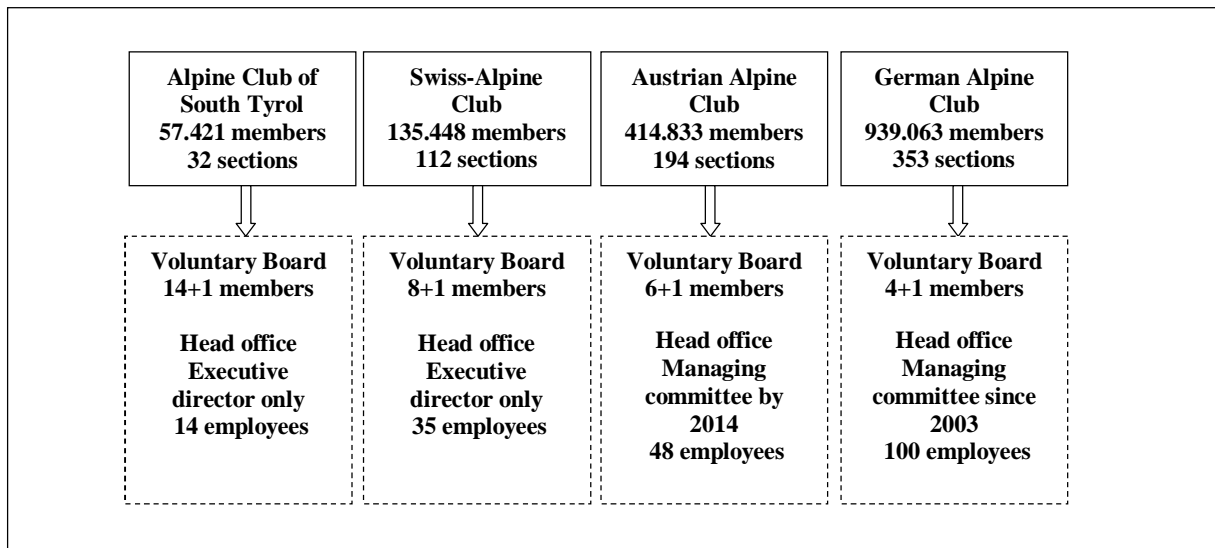 Alpine Club of
South Tyrol
57.421 members
32 sections
Swiss-Alpine
Club
135.448 members
112 sections
Austrian Alpine
Club
414.833 members
194 sections
German Alpine
Club
939.063 members
353 sections
Voluntary Board
14+1 members
Head office
Executive
director only
14 employees
Voluntary Board
8+1 members
Head office
Executive
director only
35 employees
Voluntary Board
6+1 members
Head office
Managing
committee by
2014
48 employees
Voluntary Board
4+1 members
Head office
Managing
committee since
2003
100 employees